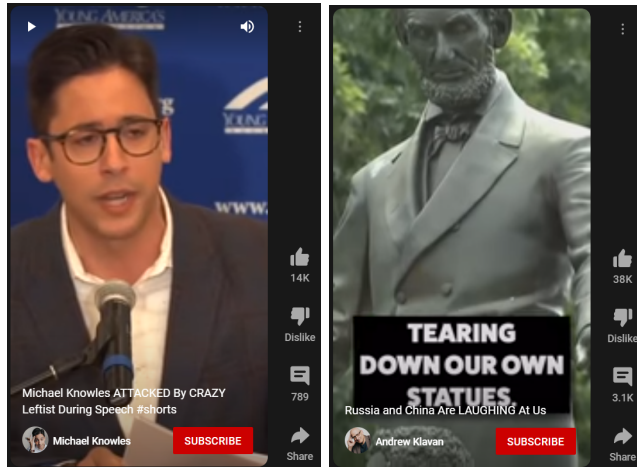 YOUNG AMERICA'S
YOUNG
www.
14K
Dislike
789
Michael Knowles ATTACKED By CRAZY
Leftist During Speech #shorts
Michael Knowles
SUBSCRIBE
Share
38K
Dislike
TEARING
DOWN OUR OWN
STATUES.
3.1K
Russia and China Are LAUGHING At Us
Andrew Klavan
SUBSCRIBE
Share